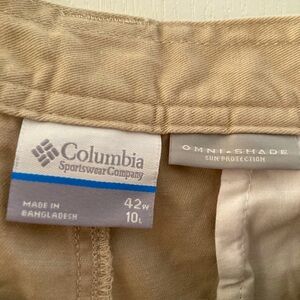 Columbia
Sportswear Company
MADE IN
BANGLADESH
42W
10L
OMNI-SHADE
SUN PROTECTION